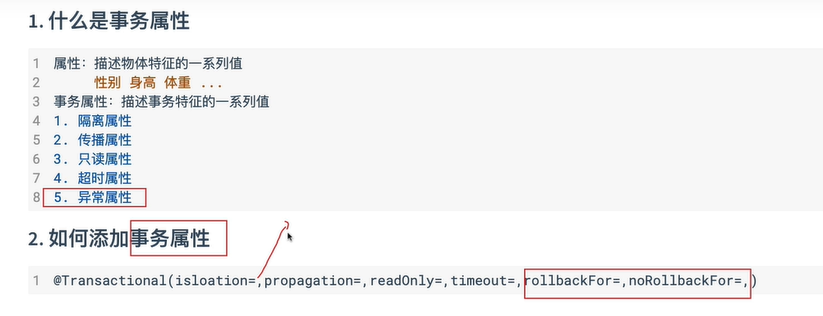 1. 什么是事务属性
1 属性：描述物体特征的一系列值
2 性别 身高 体重 ...
3 事务属性：描述事务特征的一系列值
4 1. 隔离属性
5 2. 传播属性
6 3. 只读属性
7 4. 超时属性
8 5. 异常属性
2. 如何添加事务属性
1 @Transactional(isloation=,propagation=,readOnly=,timeout=,rollbackFor=,noRollbackFor=,)